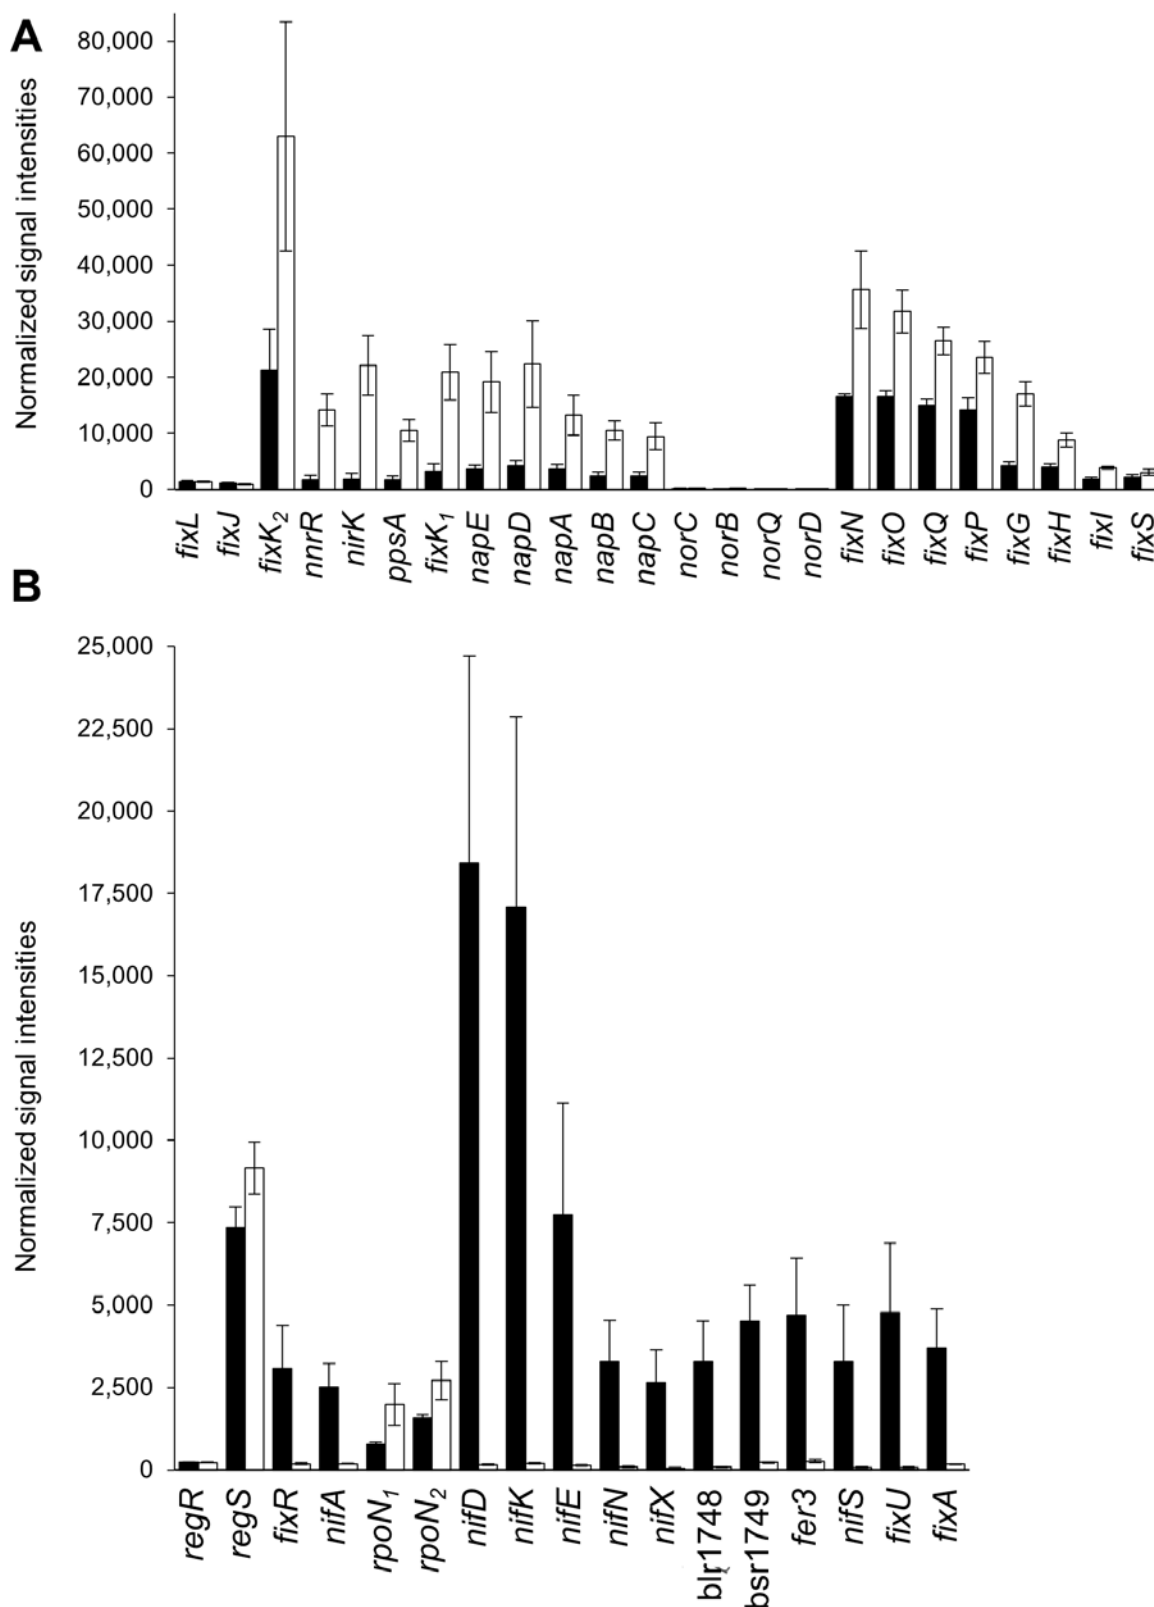 A
Normalized signal intensities
80,000
70,000
60,000
50,000
40,000
30,000
20,000
10,000
0
fixL
fixJ
fixK2
nnrR
nirK
ppsA
fixK1
napE
napD
napA
napB
napC
norC
norB
norQ
norD
fixN
fixO
fixQ
fixP
fixG
fixH
fixI
fixS
B
Normalized signal intensities
25,000
22,500
20,000
17,500
15,000
12,500
10,000
7,500
5,000
2,500
0
regR
regS
fixR
nifA
rpoN1
rpoN2
nifD
nifK
nifE
nifN
nifX
blr1748
bsr1749
fer3
nifS
fixU
fixA